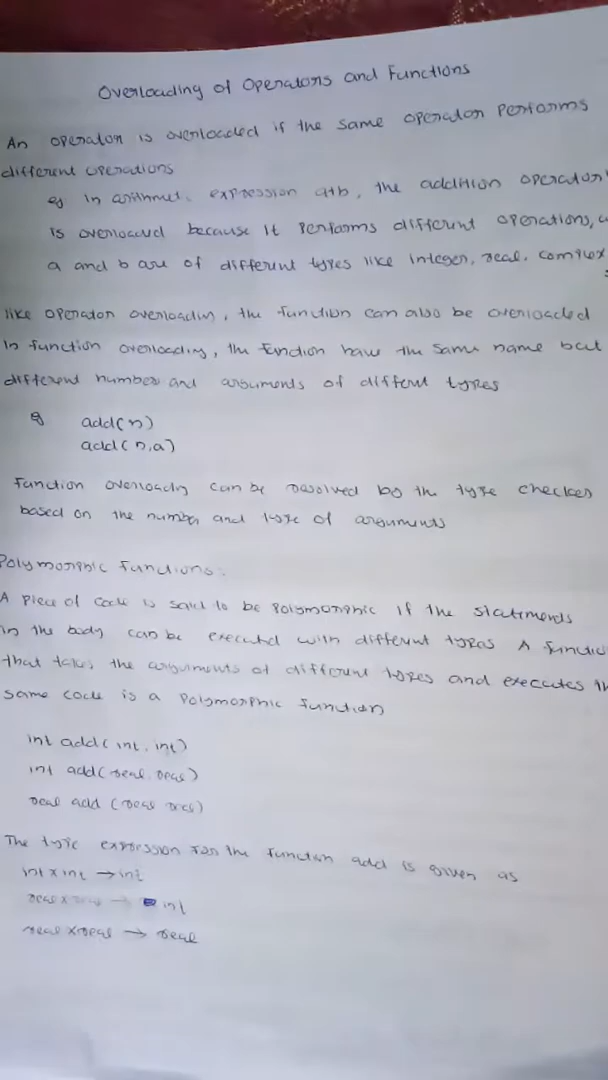 Overloading of Operators and Functions
An operator is overloaded if the same operator performs
different operations
eg In arithmet. expression a+b, the addition operator
is overloaded because it performs different operations,
a and b are of different types like integer, real, complex
like operator overloading, the function can also be overloaded
In function overloading, the function have the same name but
different number and arguments of different types
eg add(n)
add(n,a)
Function overloading can be resolved by the type checker
based on the number and type of arguments
Polymorphic functions:
A piece of code is said to be polymorphic if the statements
in the body can be executed with different types A function
that takes the arguments of different types and executes the
same code is a polymorphic function
int add(int, int)
int add(real, real)
real add (real real)
The type expression for the function add is given as
int x int → int
real x real → int
real x real → real